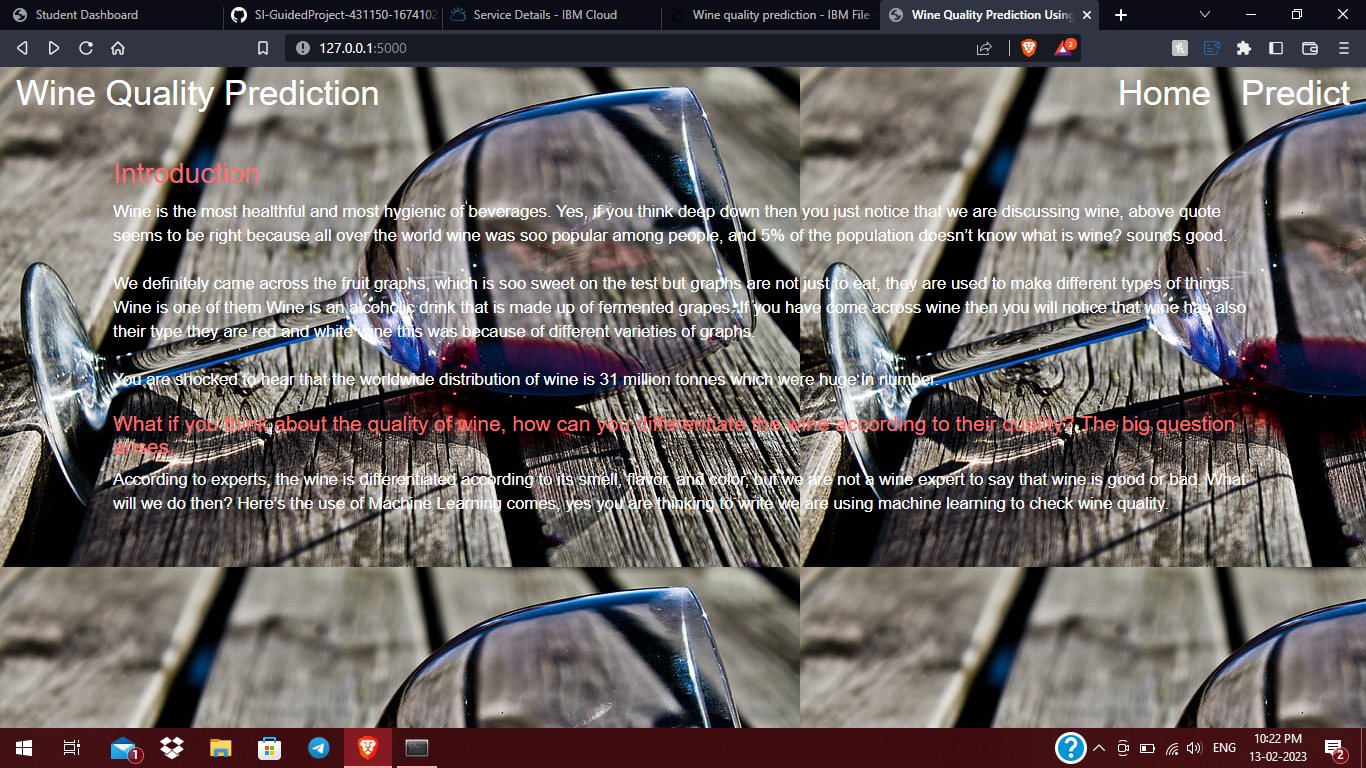 Student Dashboard
SI-GuidedProject-431150-1674102
Service Details - IBM Cloud
Wine quality prediction - IBM File
Wine Quality Prediction Using
127.0.0.1:5000
2
Wine Quality Prediction
Home Predict
Introduction
Wine is the most healthful and most hygienic of beverages. Yes, if you think deep down then you just notice that we are discussing wine, above quote
seems to be right because all over the world wine was soo popular among people, and 5% of the population doesn’t know what is wine? sounds good.
We definitely came across the fruit graphs, which is soo sweet on the test but graphs are not just to eat, they are used to make different types of things.
Wine is one of them Wine is an alcoholic drink that is made up of fermented grapes. If you have come across wine then you will notice that wine has also
their type they are red and white wine this was because of different varieties of graphs.
You are shocked to hear that the worldwide distribution of wine is 31 million tonnes which were huge in number.
What if you think about the quality of wine, how can you differentiate the wine according to their quality? The big question
arises.
According to experts, the wine is differentiated according to its smell, flavor, and color, but we are not a wine expert to say that wine is good or bad. What
will we do then? Here’s the use of Machine Learning comes, yes you are thinking to write we are using machine learning to check wine quality.
1
ENG
10:22 PM
13-02-2023
2